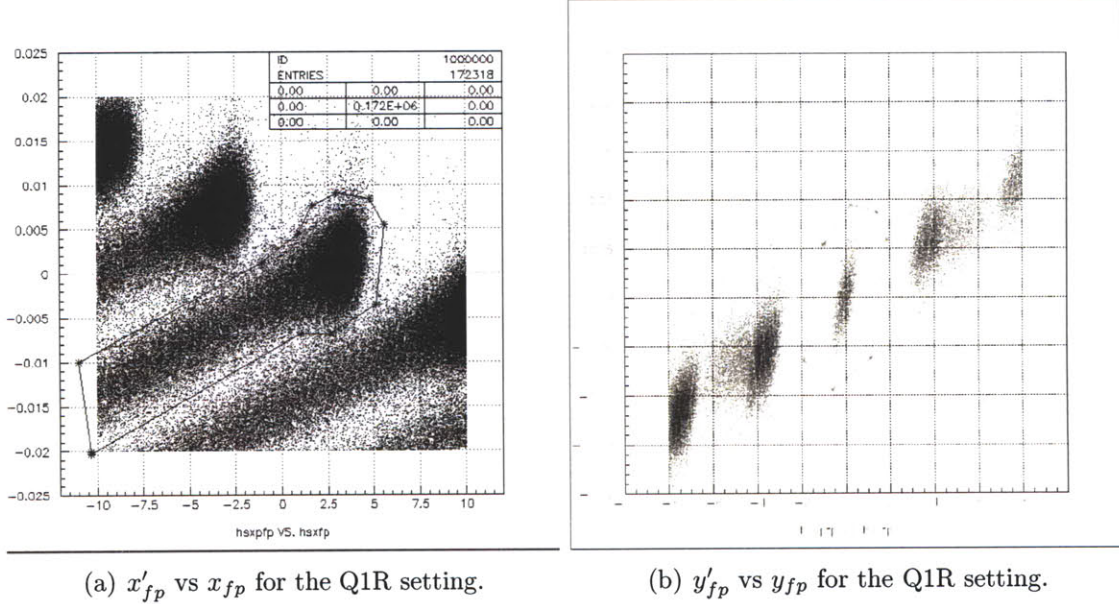 ID 1000000
ENTRIES 172318
0.00 0.00 0.00
0.00 0.172E+06 0.00
0.00 0.00 0.00
0.025
0.02
0.015
0.01
0.005
0
-0.005
-0.01
-0.015
-0.02
-0.025
-10 -7.5 -5 -2.5 0 2.5 5 7.5 10
hsxpfp VS. hsxfp
(a) x′fp vs xfp for the Q1R setting.
(b) y′fp vs yfp for the Q1R setting.